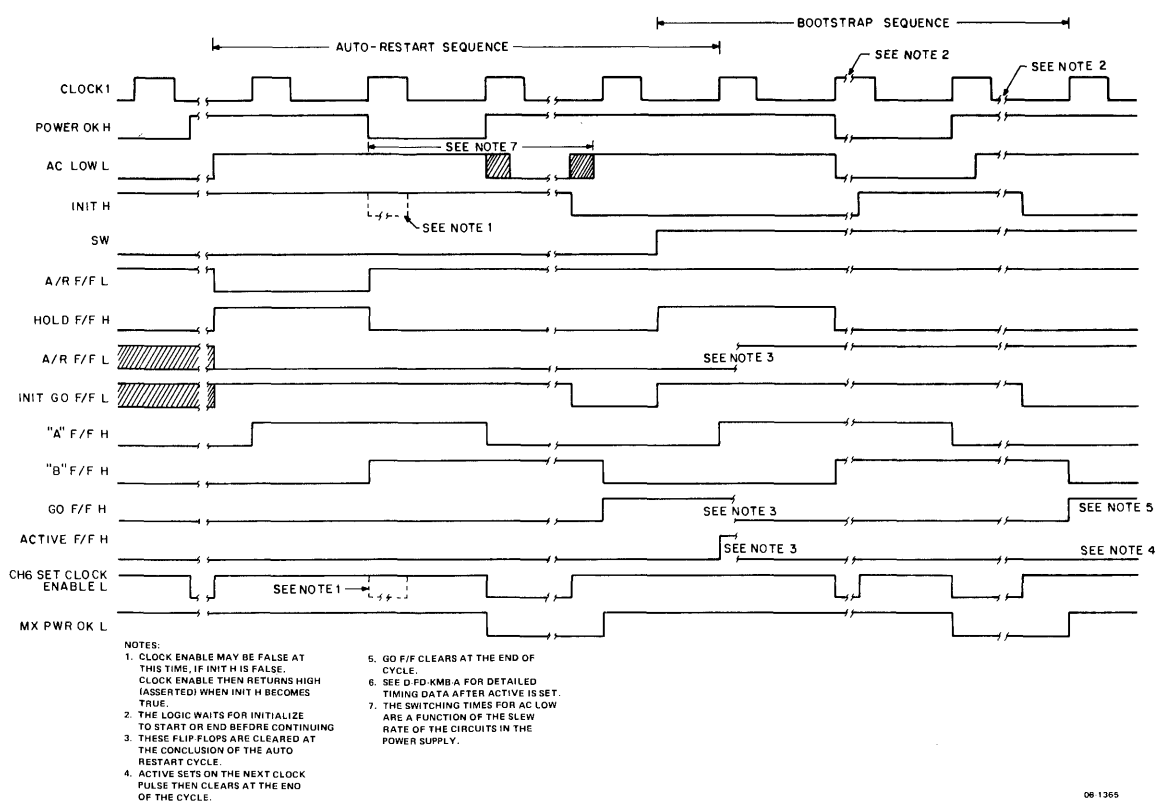 BOOTSTRAP SEQUENCE
AUTO-RESTART SEQUENCE
SEE NOTE 2
SEE NOTE 2
CLOCK 1
POWER OK H
SEE NOTE 7
AC LOW L
INIT H
SEE NOTE 1
SW
A/R F/F L
HOLD F/F H
A/R F/F L
SEE NOTE 3
INIT GO F/F L
"A" F/F H
"B" F/F H
GO F/F H
SEE NOTE 3
SEE NOTE 5
ACTIVE F/F H
SEE NOTE 3
SEE NOTE 4
CH6 SET CLOCK
ENABLE L
SEE NOTE 1
MX PWR OK L
NOTES:
1. CLOCK ENABLE MAY BE FALSE AT
THIS TIME, IF INIT H IS FALSE.
CLOCK ENABLE THEN RETURNS HIGH
(ASSERTED) WHEN INIT H BECOMES
TRUE.
2. THE LOGIC WAITS FOR INITIALIZE
TO START OR END BEFORE CONTINUING
3. THESE FLIP-FLOPS ARE CLEARED AT
THE CONCLUSION OF THE AUTO
RESTART CYCLE.
4. ACTIVE SETS ON THE NEXT CLOCK
PULSE THEN CLEARS AT THE END
OF THE CYCLE.
5. GO F/F CLEARS AT THE END OF
CYCLE.
6. SEE D-FD-KMB-A FOR DETAILED
TIMING DATA AFTER ACTIVE IS SET.
7. THE SWITCHING TIMES FOR AC LOW
ARE A FUNCTION OF THE SLEW
RATE OF THE CIRCUITS IN THE
POWER SUPPLY.
08-1365